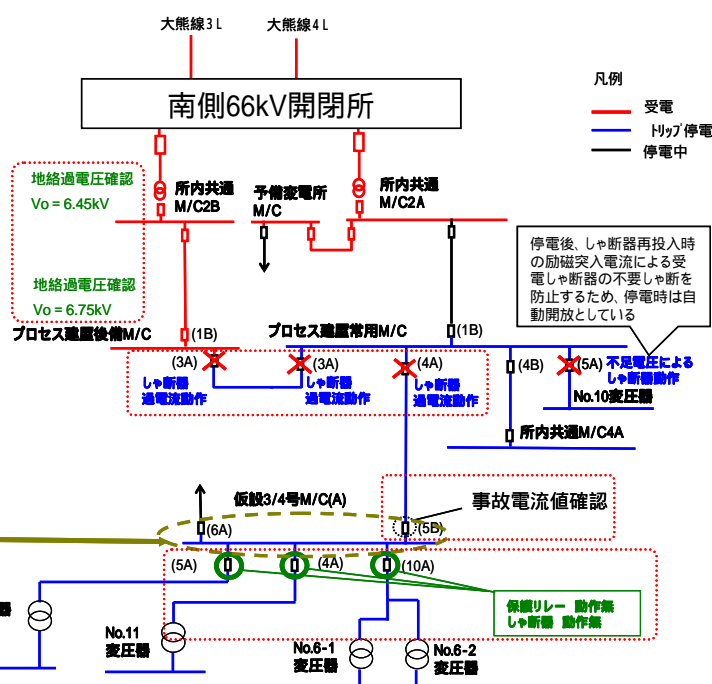 大熊線3L
大熊線4L
南側66kV開閉所
凡例
受電
トリップ停電
停電中
地絡過電圧確認
Vo = 6.45kV
所内共通
M/C2B
予備変電所
M/C
所内共通
M/C2A
停電後、しゃ断器再投入時
の励磁突入電流による受
電しゃ断器の不要しゃ断を
防止するため、停電時は自
動開放としている
地絡過電圧確認
Vo = 6.75kV
プロセス建屋後備M/C
(1B)
プロセス建屋常用M/C
(1B)
(3A)
(3A)
(4A)
(4B)
(5A)
不足電圧による
しゃ断器動作
しゃ断器
過電流動作
しゃ断器
過電流動作
しゃ断器
過電流動作
No.10変圧器
所内共通M/C4A
仮設3/4号M/C(A)
事故電流値確認
(6A)
(5B)
(5A)
(4A)
(10A)
保護リレー 動作無
しゃ断器 動作無
器
No.11
変圧器
No.6-1
変圧器
No.6-2
変圧器